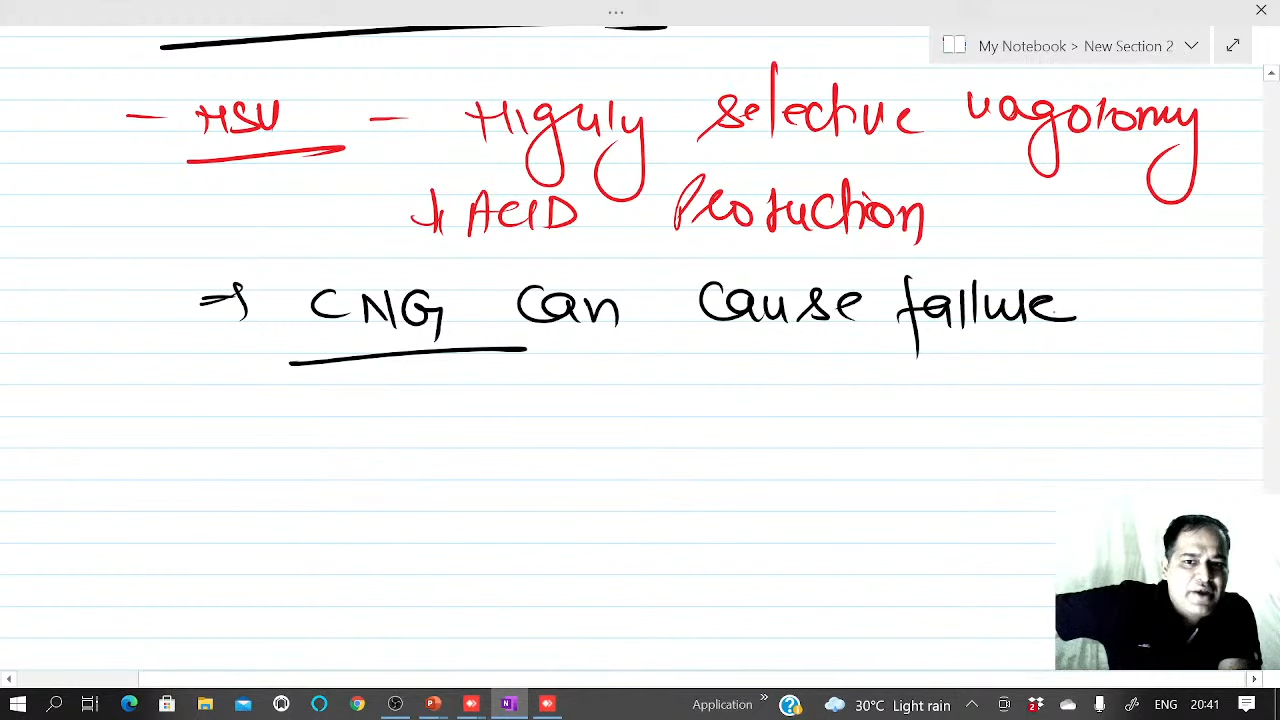 My Notebook > New Section 2
- HSV - Highly selective vagotomy
↓ ACID Production
⇒ CNG can cause failure
Application
30°C Light rain
ENG
20:41